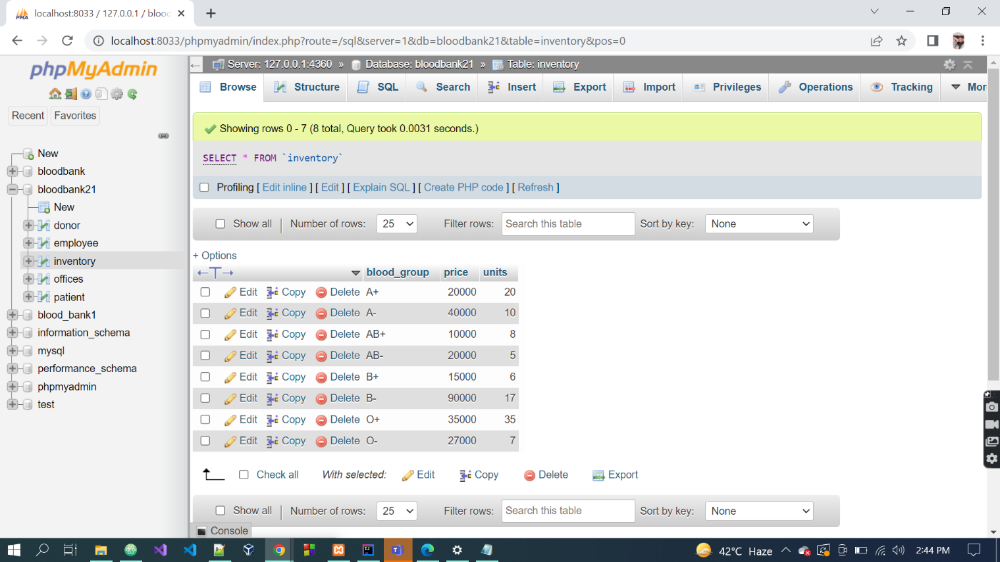 localhost:8033 / 127.0.0.1 / blood
localhost:8033/phpmyadmin/index.php?route=/sql&server=1&db=bloodbank21&table=inventory&pos=0
phpMyAdmin
Recent Favorites
New
bloodbank
bloodbank21
New
donor
employee
inventory
offices
patient
blood_bank1
information_schema
mysql
performance_schema
phpmyadmin
test
Server: 127.0.0.1:4360 » Database: bloodbank21 » Table: inventory
Browse Structure SQL Search Insert Export Import Privileges Operations Tracking Mor
Showing rows 0 - 7 (8 total, Query took 0.0031 seconds.)
SELECT * FROM `inventory`
Profiling [ Edit inline ] [ Edit ] [ Explain SQL ] [ Create PHP code ] [ Refresh ]
Show all Number of rows: 25 Filter rows: Search this table Sort by key: None
+ Options
←T→ blood_group price units
Edit Copy Delete A+ 20000 20
Edit Copy Delete A- 40000 10
Edit Copy Delete AB+ 10000 8
Edit Copy Delete AB- 20000 5
Edit Copy Delete B+ 15000 6
Edit Copy Delete B- 90000 17
Edit Copy Delete O+ 35000 35
Edit Copy Delete O- 27000 7
Check all With selected: Edit Copy Delete Export
Show all Number of rows: 25 Filter rows: Search this table Sort by key: None
Console
42°C Haze 2:44 PM